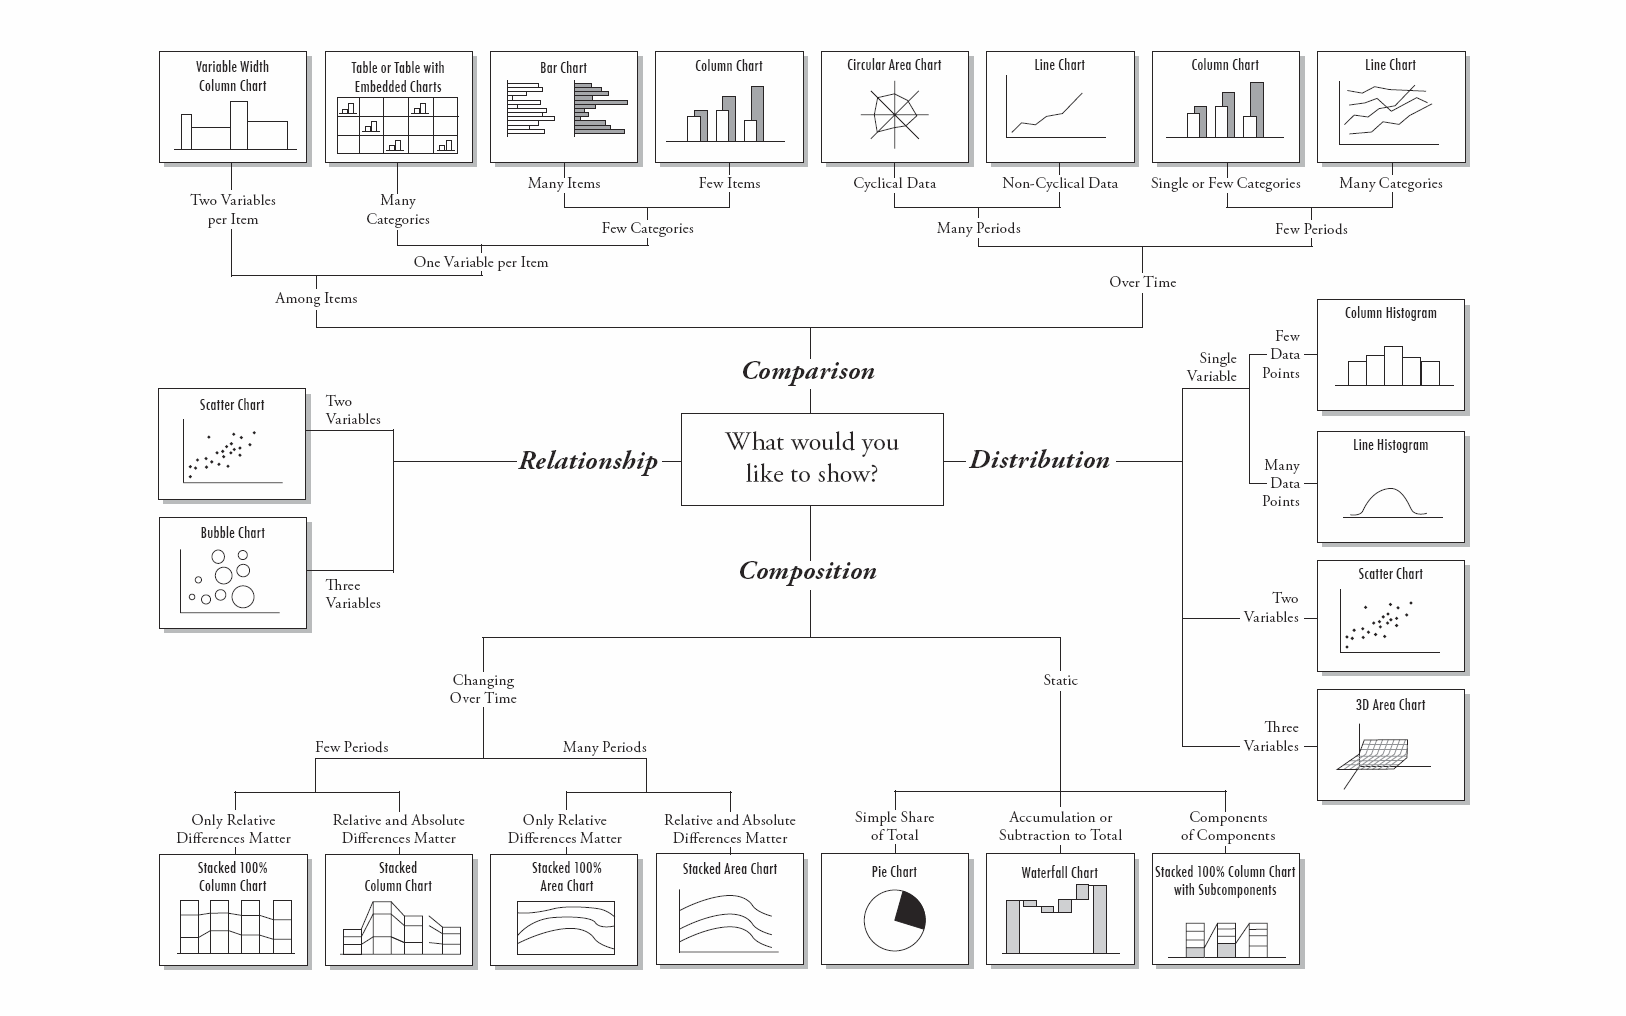 Variable Width
Column Chart
Table or Table with
Embedded Charts
Bar Chart
Column Chart
Circular Area Chart
Line Chart
Column Chart
Line Chart
Two Variables
per Item
Many
Categories
Many Items
Few Items
Cyclical Data
Non-Cyclical Data
Single or Few Categories
Many Categories
Few Categories
Many Periods
Few Periods
One Variable per Item
Over Time
Among Items
Comparison
Relationship
What would you
like to show?
Distribution
Composition
Two
Variables
Scatter Chart
Three
Variables
Bubble Chart
Single
Variable
Few
Data
Points
Column Histogram
Many
Data
Points
Line Histogram
Two
Variables
Scatter Chart
Three
Variables
3D Area Chart
Changing
Over Time
Static
Few Periods
Many Periods
Only Relative
Differences Matter
Relative and Absolute
Differences Matter
Only Relative
Differences Matter
Relative and Absolute
Differences Matter
Simple Share
of Total
Accumulation or
Subtraction to Total
Components
of Components
Stacked 100%
Column Chart
Stacked
Column Chart
Stacked 100%
Area Chart
Stacked Area Chart
Pie Chart
Waterfall Chart
Stacked 100% Column Chart
with Subcomponents